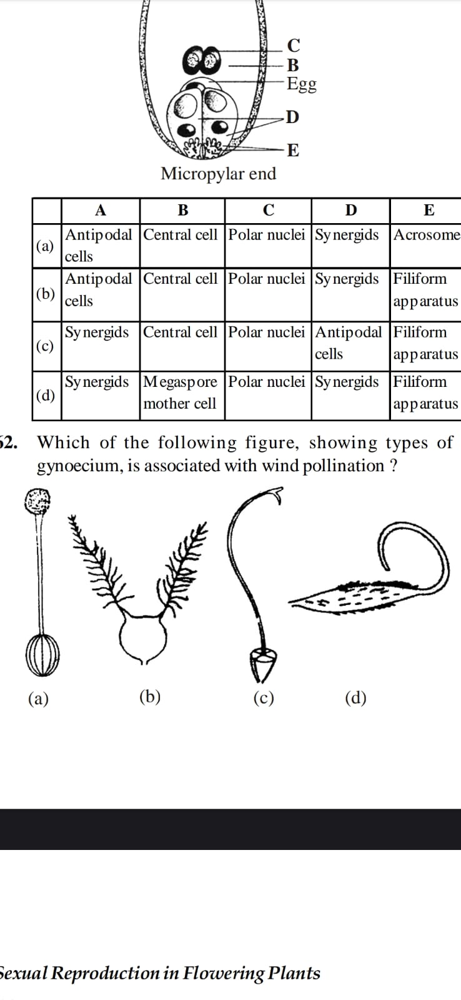 C
B
Egg
D
E
Micropylar end
A B C D E
(a) Antipodal cells Central cell Polar nuclei Synergids Acrosome
(b) Antipodal cells Central cell Polar nuclei Synergids Filiform apparatus
(c) Synergids Central cell Polar nuclei Antipodal cells Filiform apparatus
(d) Synergids Megaspore mother cell Polar nuclei Synergids Filiform apparatus
52. Which of the following figure, showing types of
gynoecium, is associated with wind pollination ?
(a) (b) (c) (d)
Sexual Reproduction in Flowering Plants